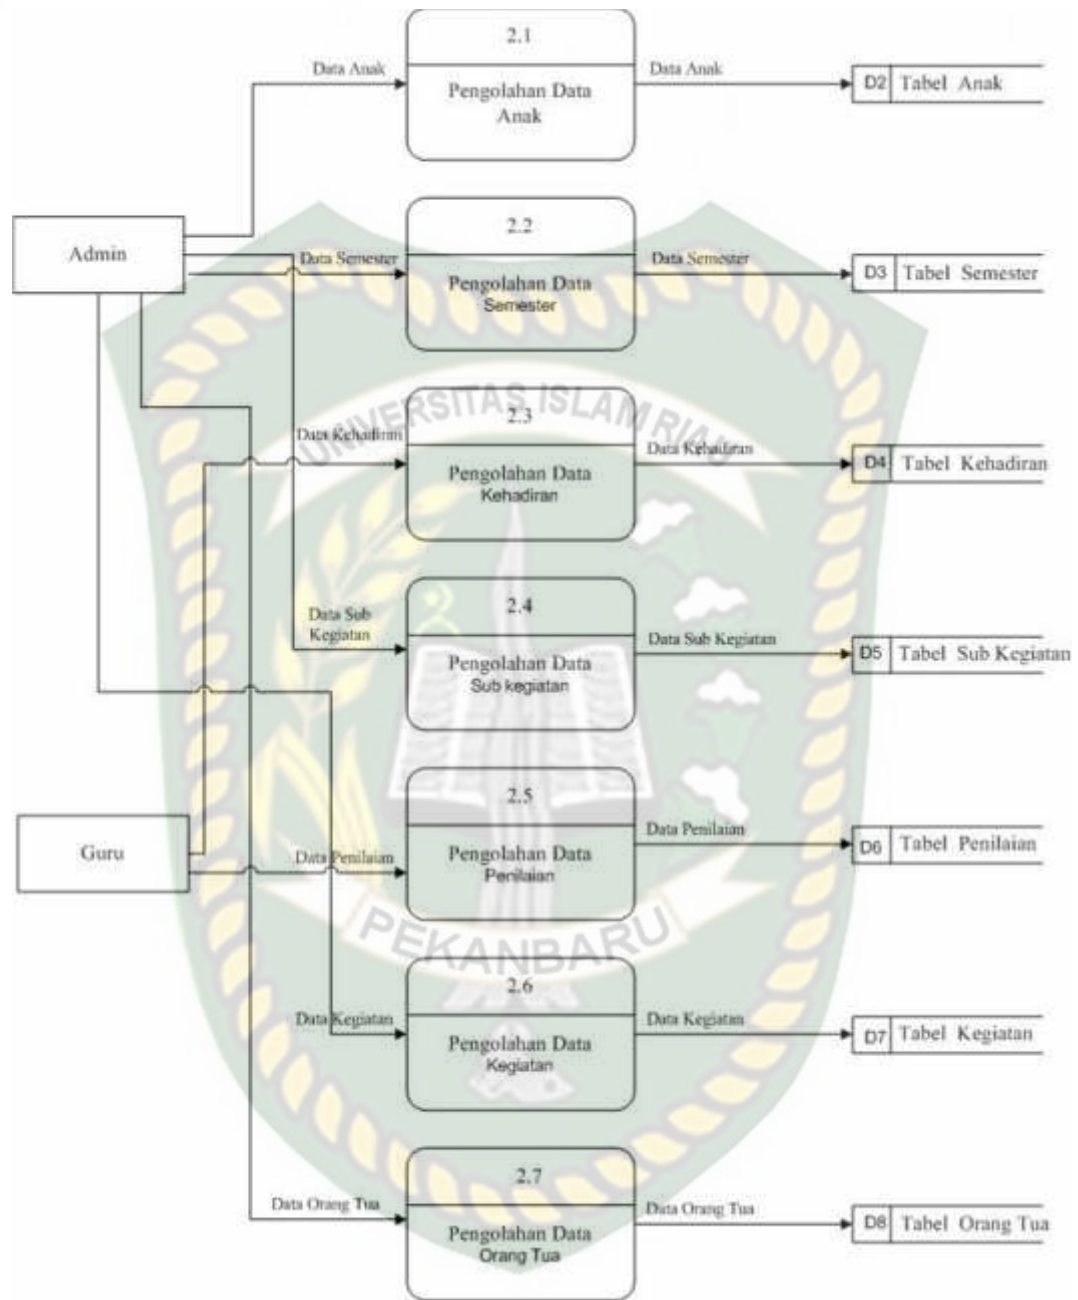 2.1
Data Anak
Data Anak
Pengolahan Data
Anak
D2 Tabel Anak
Admin
2.2
Data Semester
Data Semester
Pengolahan Data
Semester
D3 Tabel Semester
UNIVERSITAS ISLAM RIAU
2.3
Data Kehadiran
Data Kehadiran
Pengolahan Data
Kehadiran
D4 Tabel Kehadiran
2.4
Data Sub
Kegiatan
Data Sub Kegiatan
Pengolahan Data
Sub kegiatan
D5 Tabel Sub Kegiatan
Guru
2.5
Data Penilaian
Data Penilaian
Pengolahan Data
Penilaian
D6 Tabel Penilaian
PEKANBARU
2.6
Data Kegiatan
Data Kegiatan
Pengolahan Data
Kegiatan
D7 Tabel Kegiatan
2.7
Data Orang Tua
Data Orang Tua
Pengolahan Data
Orang Tua
D8 Tabel Orang Tua